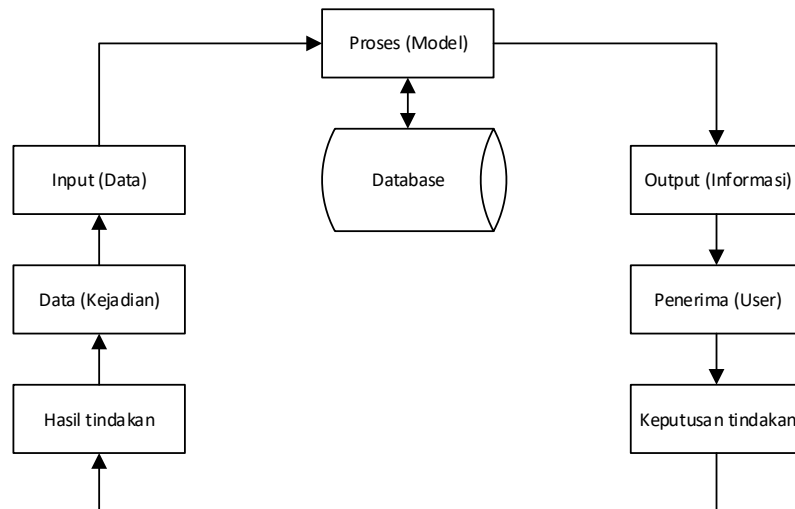 Proses (Model)
Input (Data)
Database
Output (Informasi)
Data (Kejadian)
Penerima (User)
Hasil tindakan
Keputusan tindakan